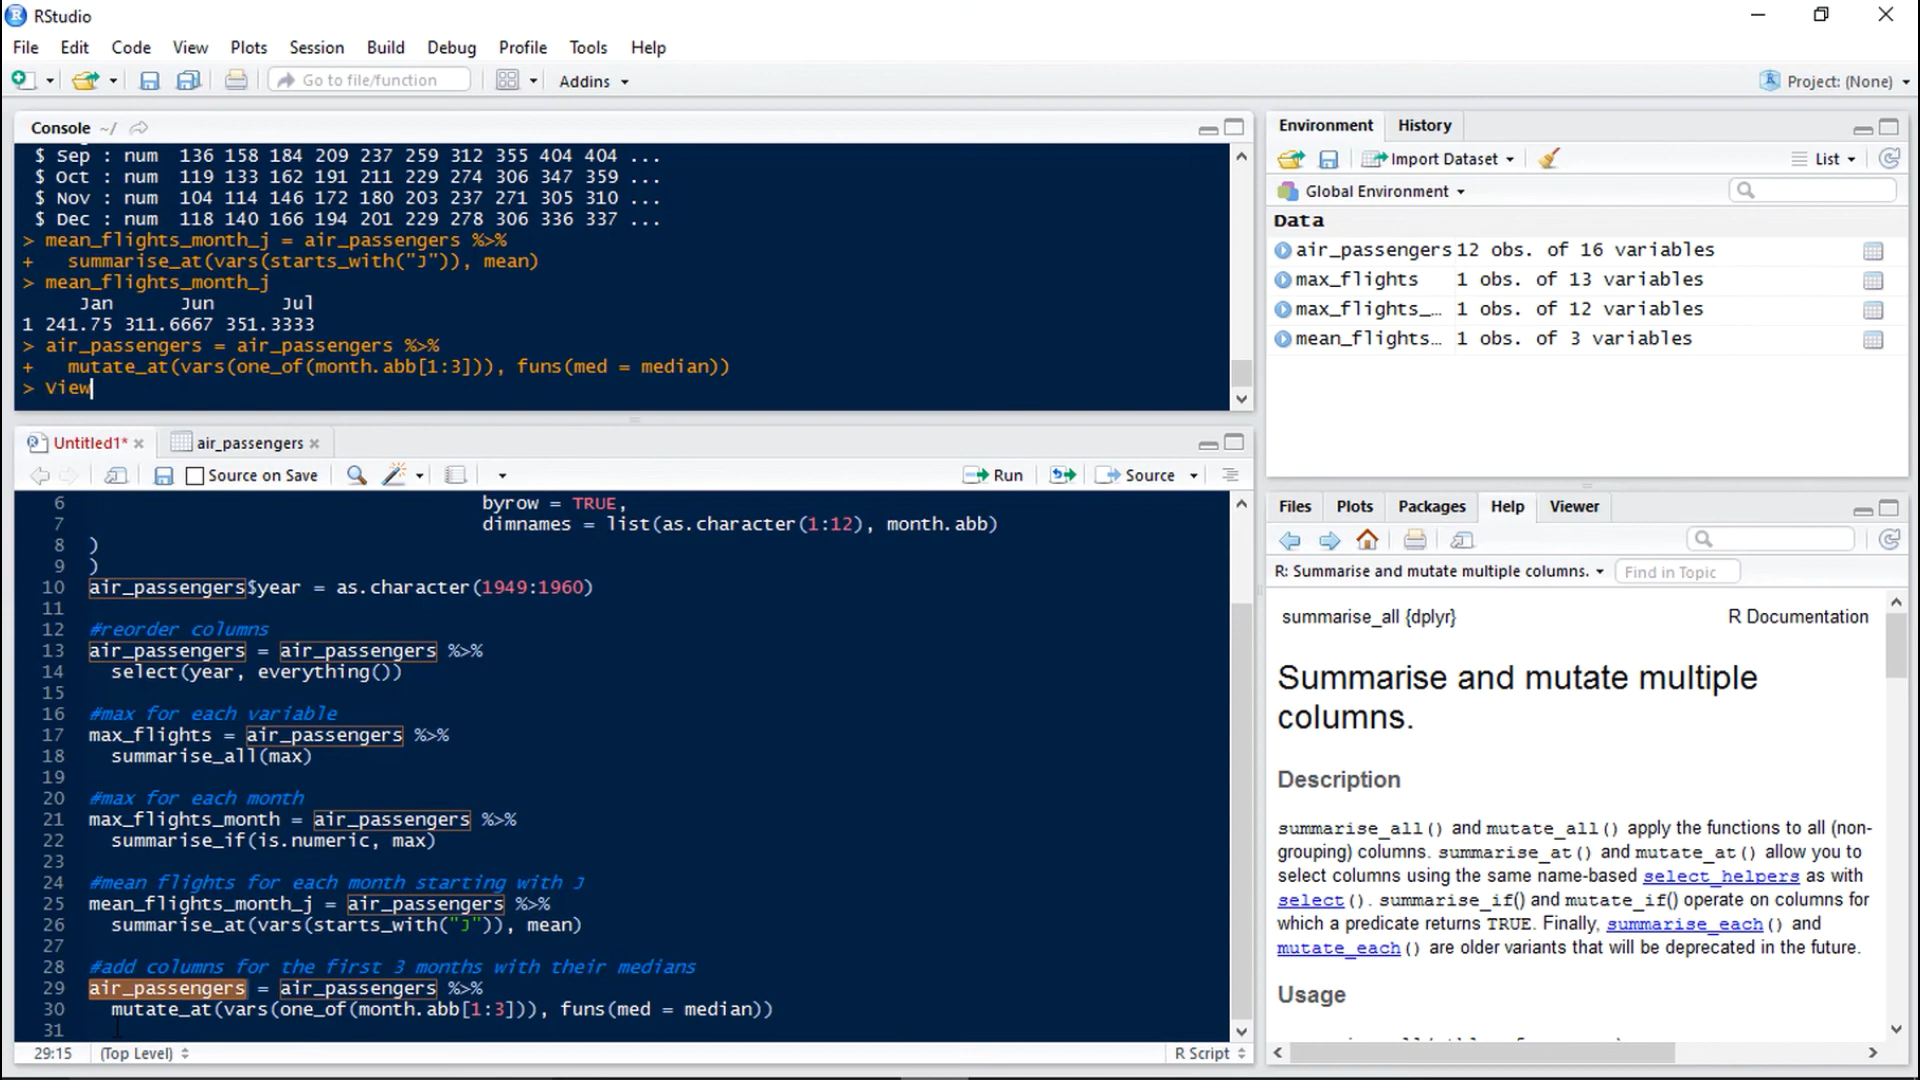 RStudio
File Edit Code View Plots Session Build Debug Profile Tools Help
Go to file/function Addins Project: (None)
Console ~/
$ Sep : num 136 158 184 209 237 259 312 355 404 404 ...
$ Oct : num 119 133 162 191 211 229 274 306 347 359 ...
$ Nov : num 104 114 146 172 180 203 237 271 305 310 ...
$ Dec : num 118 140 166 194 201 229 278 306 336 337 ...
> mean_flights_month_j = air_passengers %>%
+ summarise_at(vars(starts_with("J")), mean)
> mean_flights_month_j
Jan Jun Jul
1 241.75 311.6667 351.3333
> air_passengers = air_passengers %>%
+ mutate_at(vars(one_of(month.abb[1:3])), funs(med = median))
> View
Untitled1* air_passengers
Source on Save Run Source
6 byrow = TRUE,
7 dimnames = list(as.character(1:12), month.abb)
8 )
9 )
10 air_passengers$year = as.character(1949:1960)
11
12 #reorder columns
13 air_passengers = air_passengers %>%
14 select(year, everything())
15
16 #max for each variable
17 max_flights = air_passengers %>%
18 summarise_all(max)
19
20 #max for each month
21 max_flights_month = air_passengers %>%
22 summarise_if(is.numeric, max)
23
24 #mean flights for each month starting with J
25 mean_flights_month_j = air_passengers %>%
26 summarise_at(vars(starts_with("J")), mean)
27
28 #add columns for the first 3 months with their medians
29 air_passengers = air_passengers %>%
30 mutate_at(vars(one_of(month.abb[1:3])), funs(med = median))
31
29:15 (Top Level) R Script
Environment History
Import Dataset List
Global Environment
Data
air_passengers 12 obs. of 16 variables
max_flights 1 obs. of 13 variables
max_flights_… 1 obs. of 12 variables
mean_flights… 1 obs. of 3 variables
Files Plots Packages Help Viewer
R: Summarise and mutate multiple columns. Find in Topic
summarise_all {dplyr} R Documentation
Summarise and mutate multiple
columns.
Description
summarise_all() and mutate_all() apply the functions to all (non-
grouping) columns. summarise_at() and mutate_at() allow you to
select columns using the same name-based select_helpers as with
select(). summarise_if() and mutate_if() operate on columns for
which a predicate returns TRUE. Finally, summarise_each() and
mutate_each() are older variants that will be deprecated in the future.
Usage